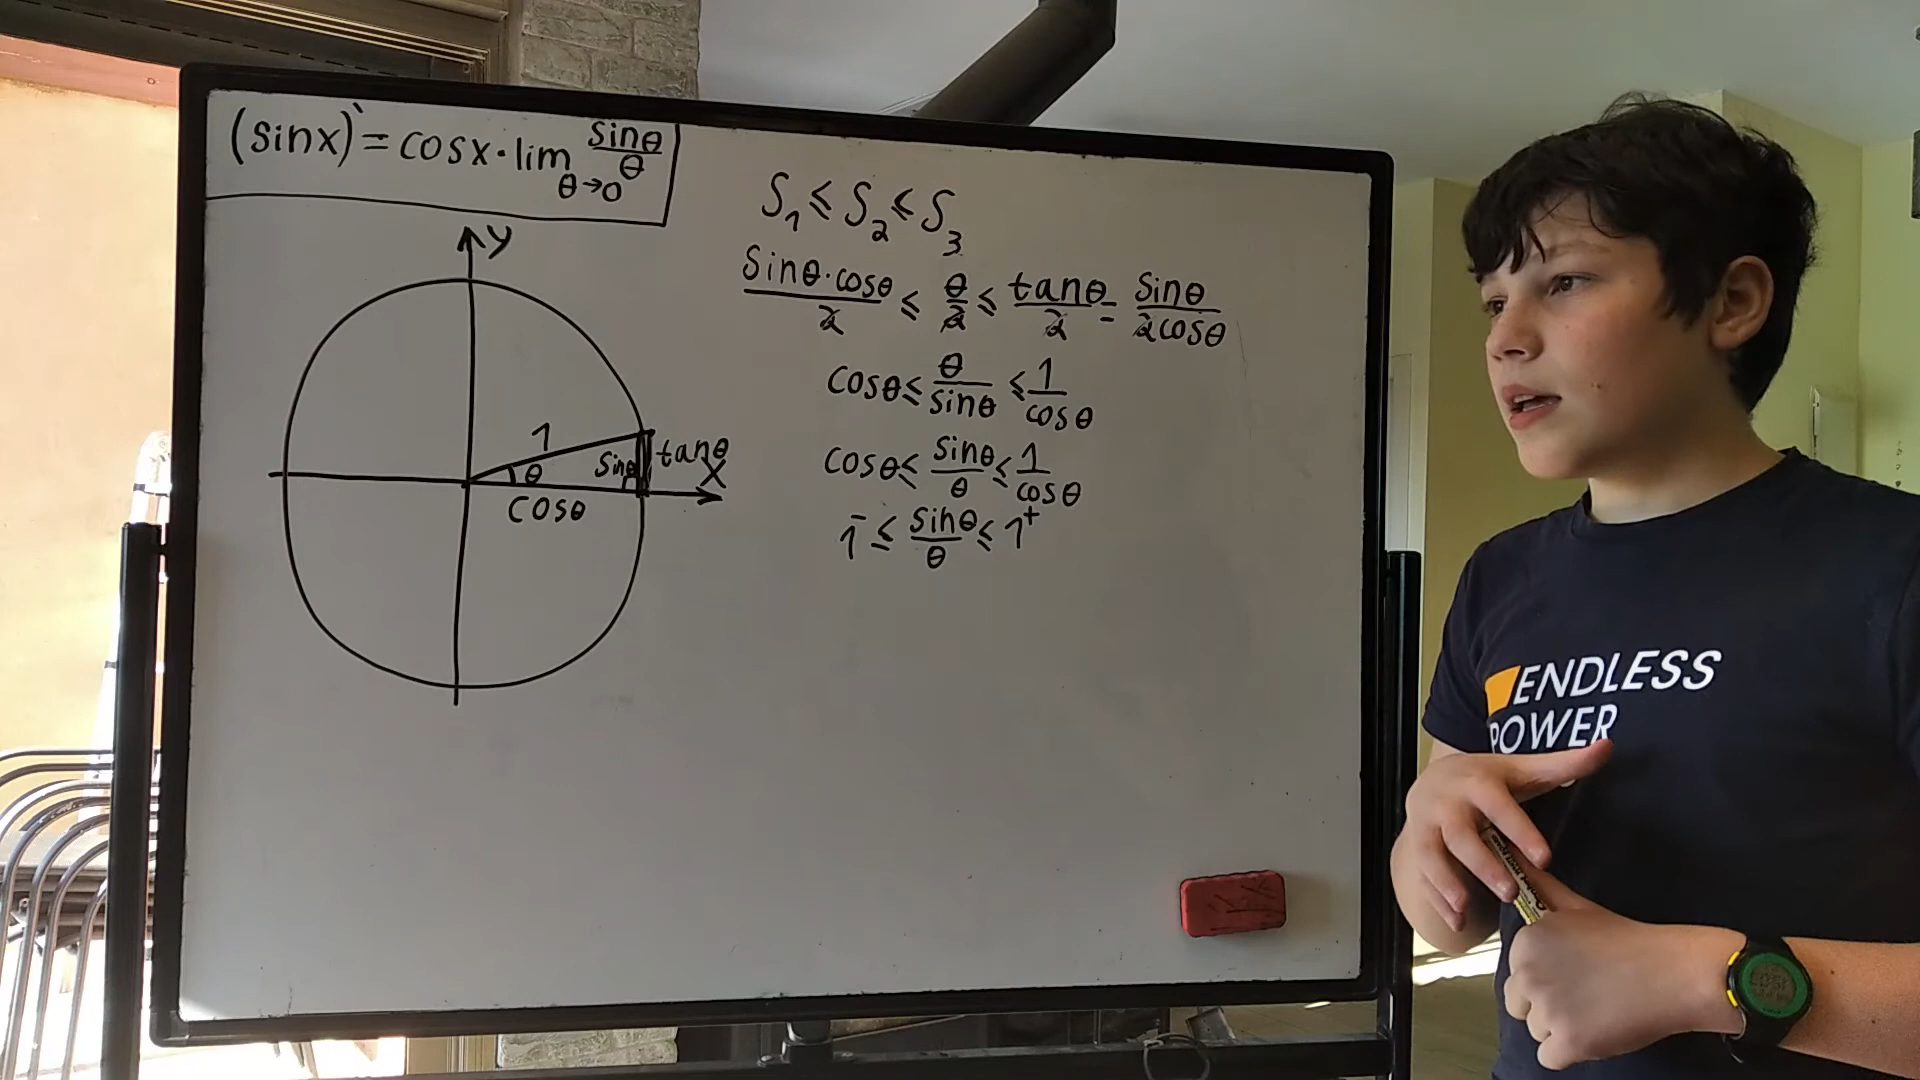 (sinx)` = cosx · lim θ→0 sinθ/θ
y
1
θ
sinθ
tanθ
x
cosθ
S₁ ≤ S₂ ≤ S₃
sinθ·cosθ/2 ≤ θ/2 ≤ tanθ/2 = sinθ/2cosθ
cosθ ≤ θ/sinθ ≤ 1/cosθ
cosθ ≤ sinθ/θ ≤ 1/cosθ
1⁻ ≤ sinθ/θ ≤ 1⁺
ENDLESS
POWER